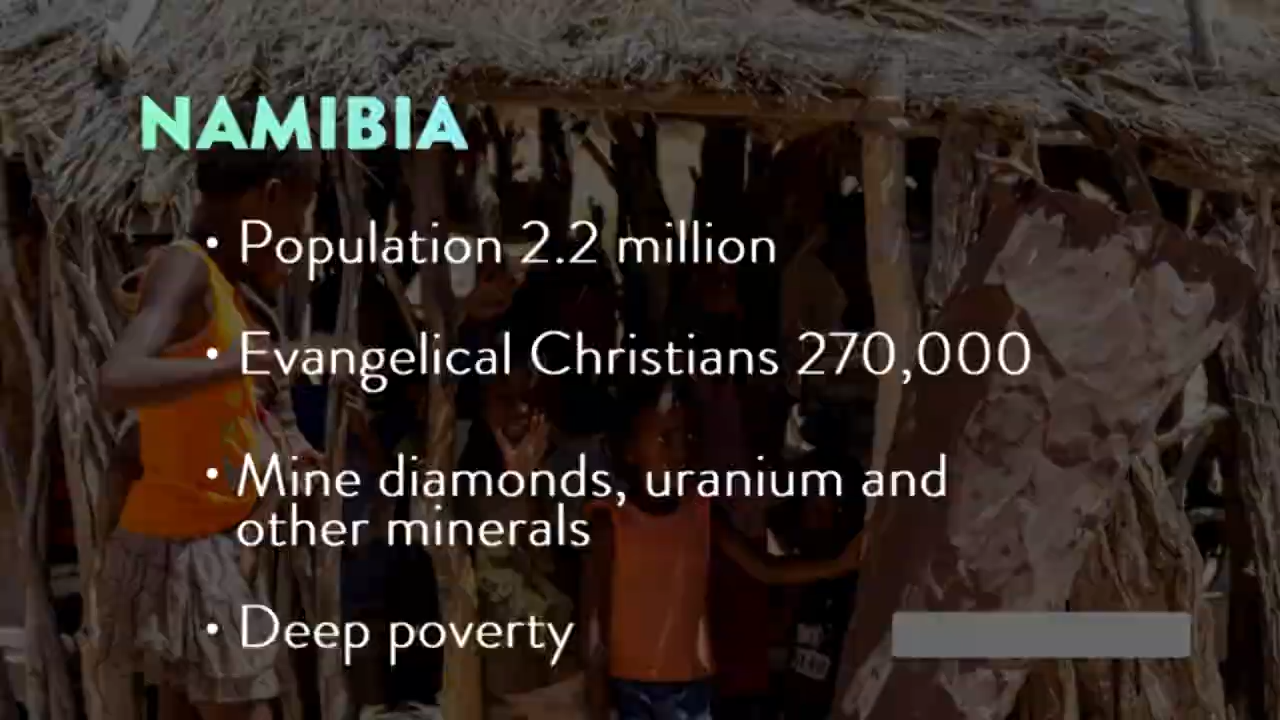 NAMIBIA
• Population 2.2 million
• Evangelical Christians 270,000
• Mine diamonds, uranium and
other minerals
• Deep poverty